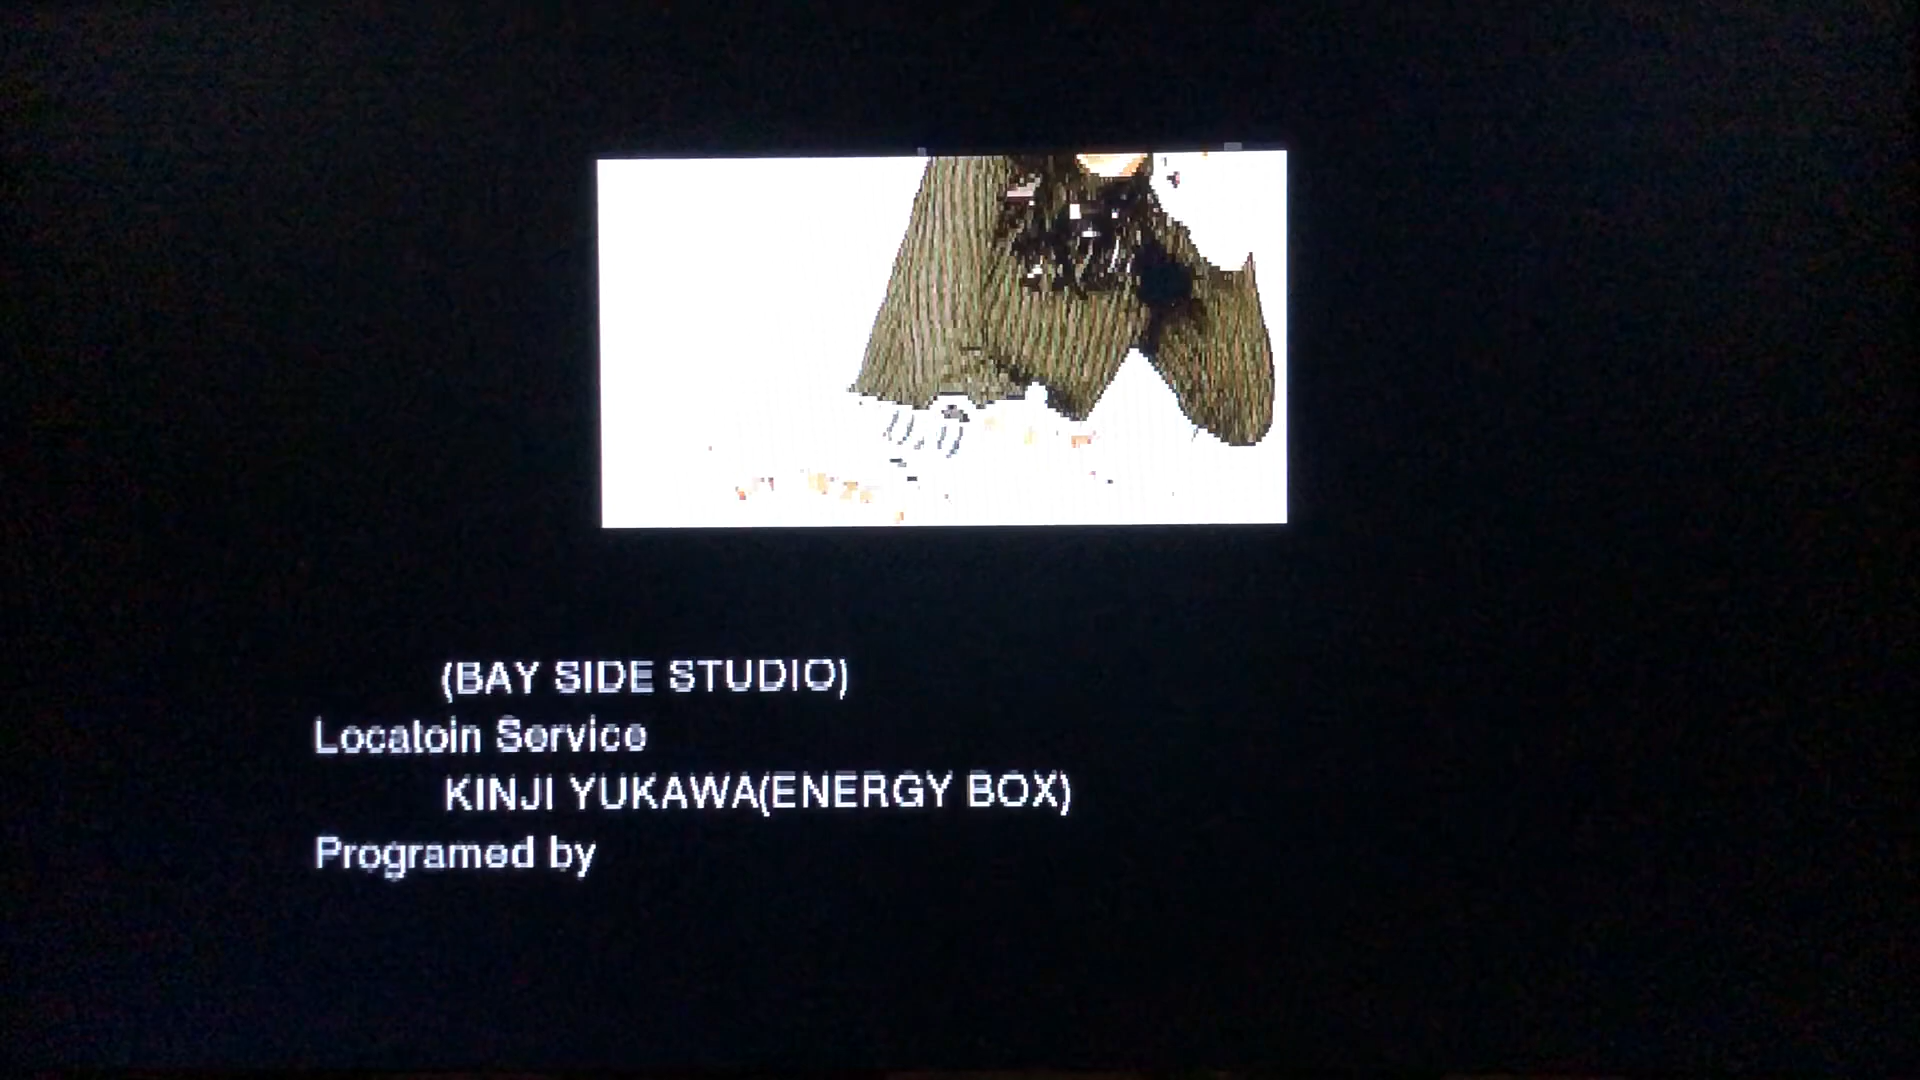 (BAY SIDE STUDIO)
Locatoin Service
KINJI YUKAWA(ENERGY BOX)
Programed by